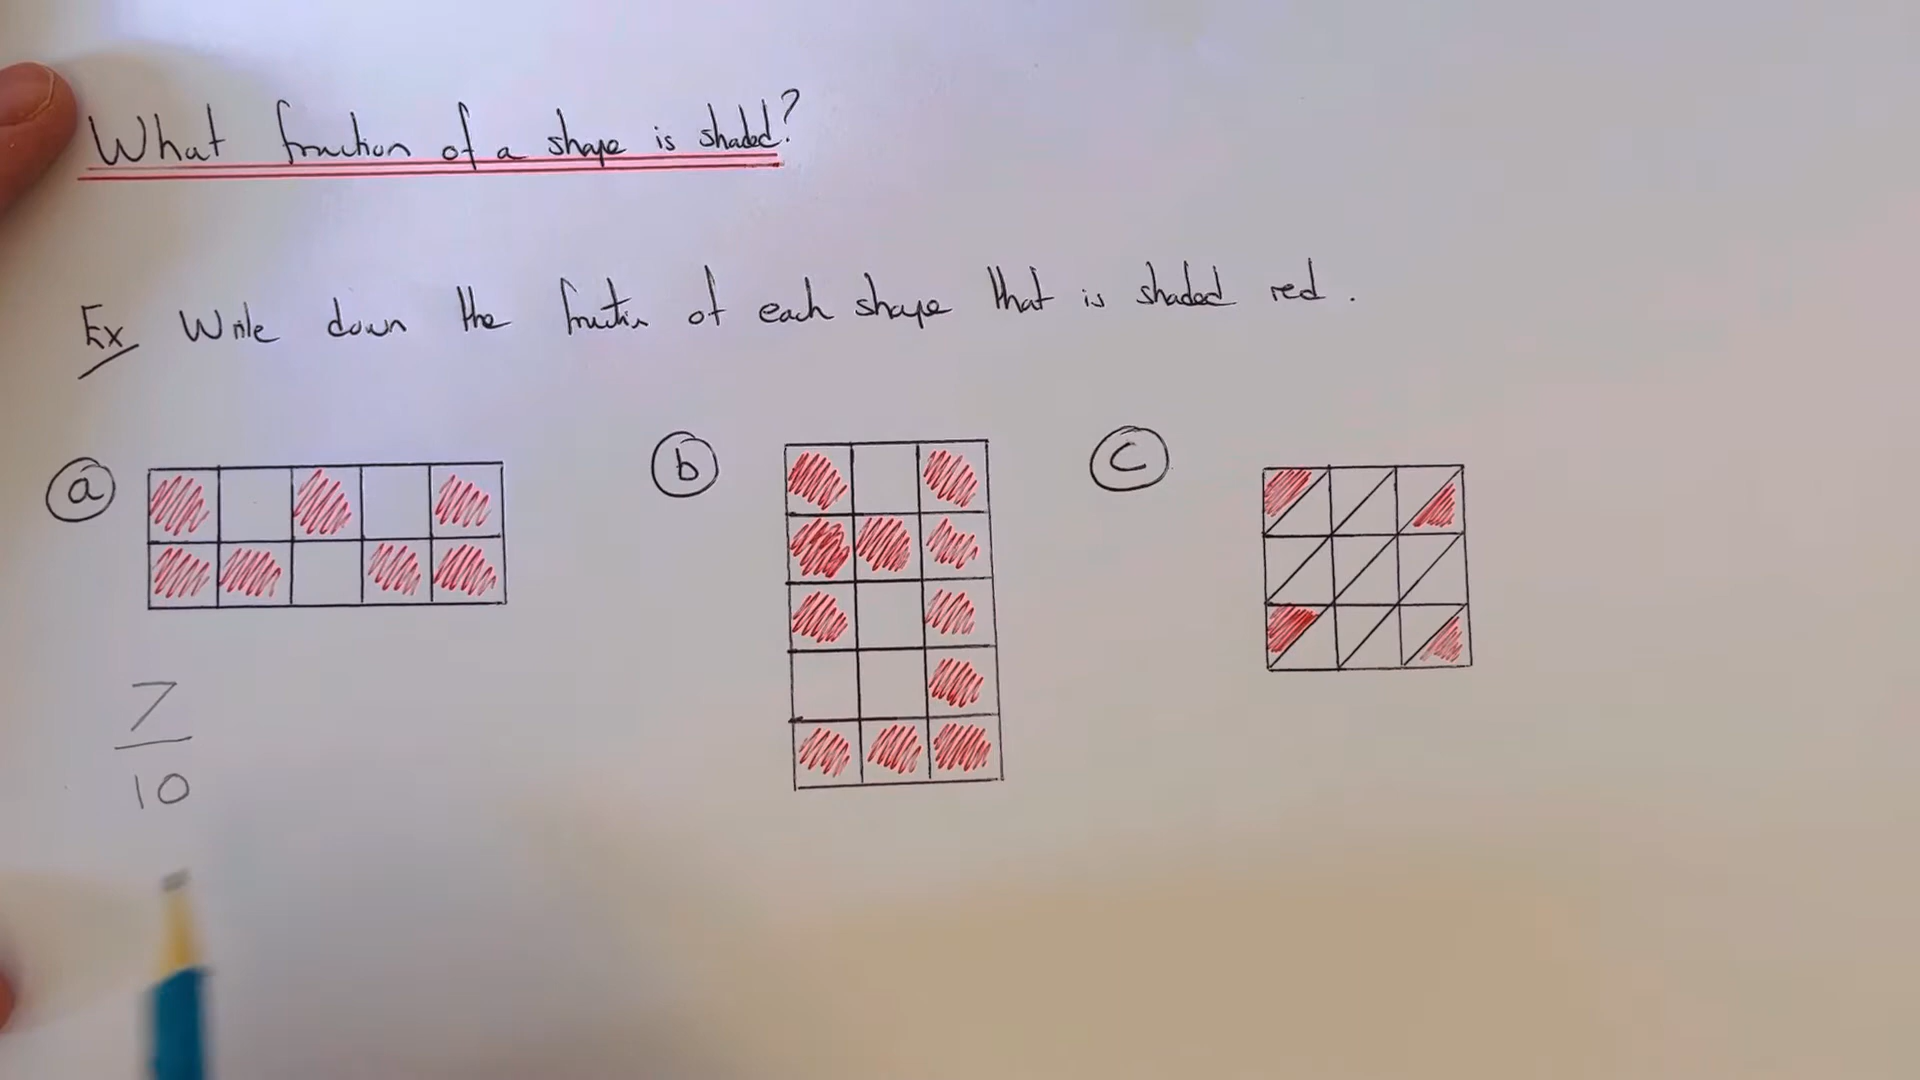 What fraction of a shape is shaded?
Ex Write down the fraction of each shape that is shaded red.
a
b
c
7
10